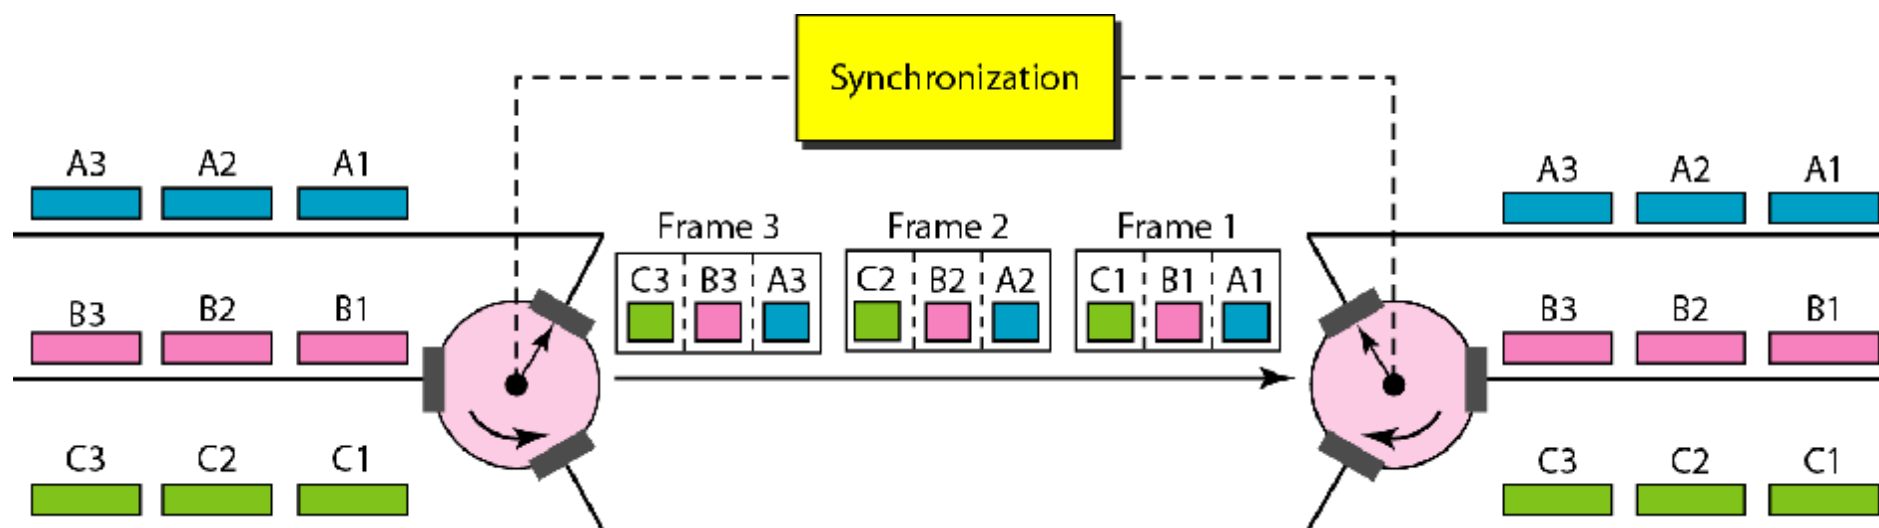 Synchronization
A3 A2 A1
A3 A2 A1
Frame 3 Frame 2 Frame 1
C3 B3 A3 C2 B2 A2 C1 B1 A1
B3 B2 B1
B3 B2 B1
C3 C2 C1
C3 C2 C1